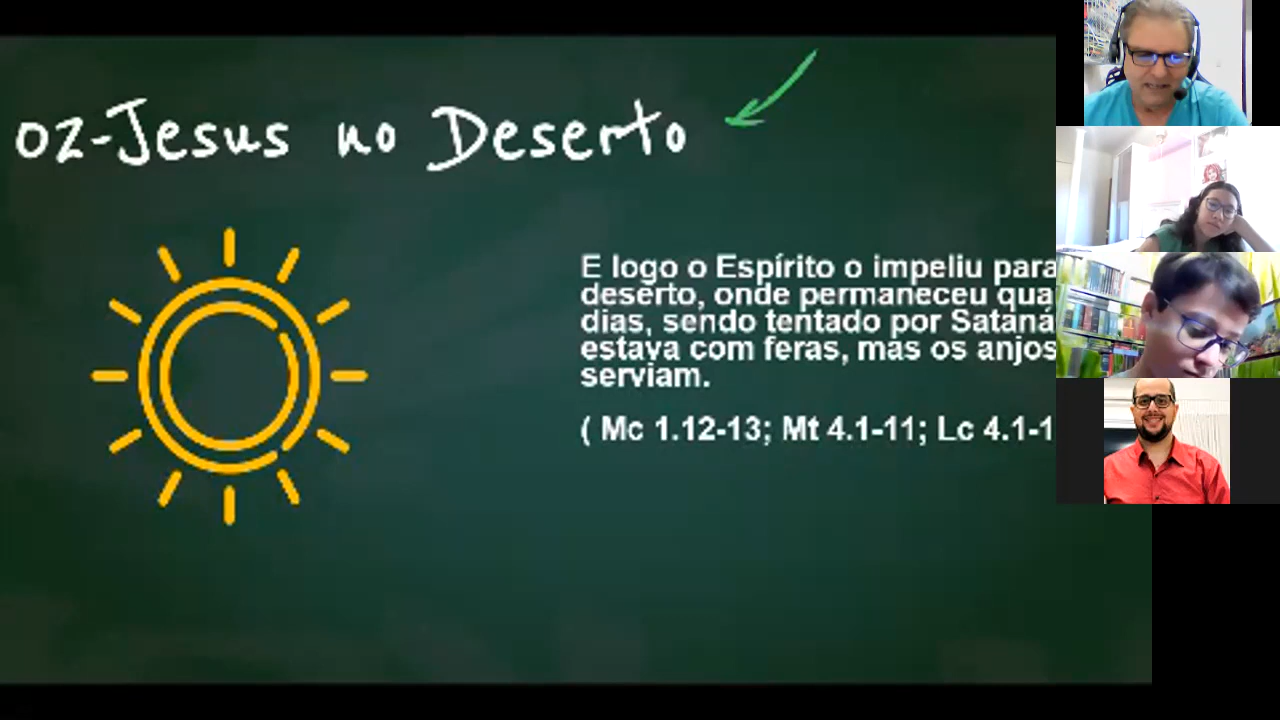 02-Jesus no Deserto
E logo o Espírito o impeliu para
deserto, onde permaneceu qua
dias, sendo tentado por Sataná
estava com feras, mas os anjos
serviam.
( Mc 1.12-13; Mt 4.1-11; Lc 4.1-1